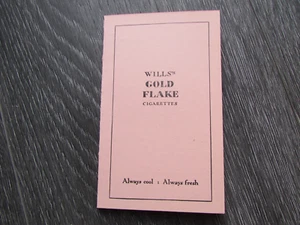 WILLS'S
GOLD
FLAKE
CIGARETTES
Always cool : Always fresh